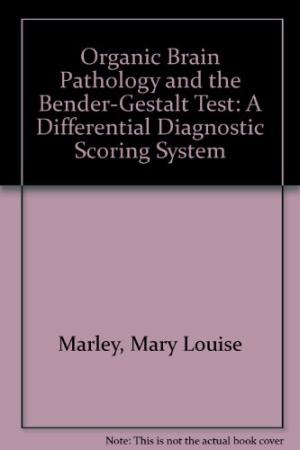 Organic Brain
Pathology and the
Bender-Gestalt Test: A
Differential Diagnostic
Scoring System
Marley, Mary Louise
Note: This is not the actual book cover